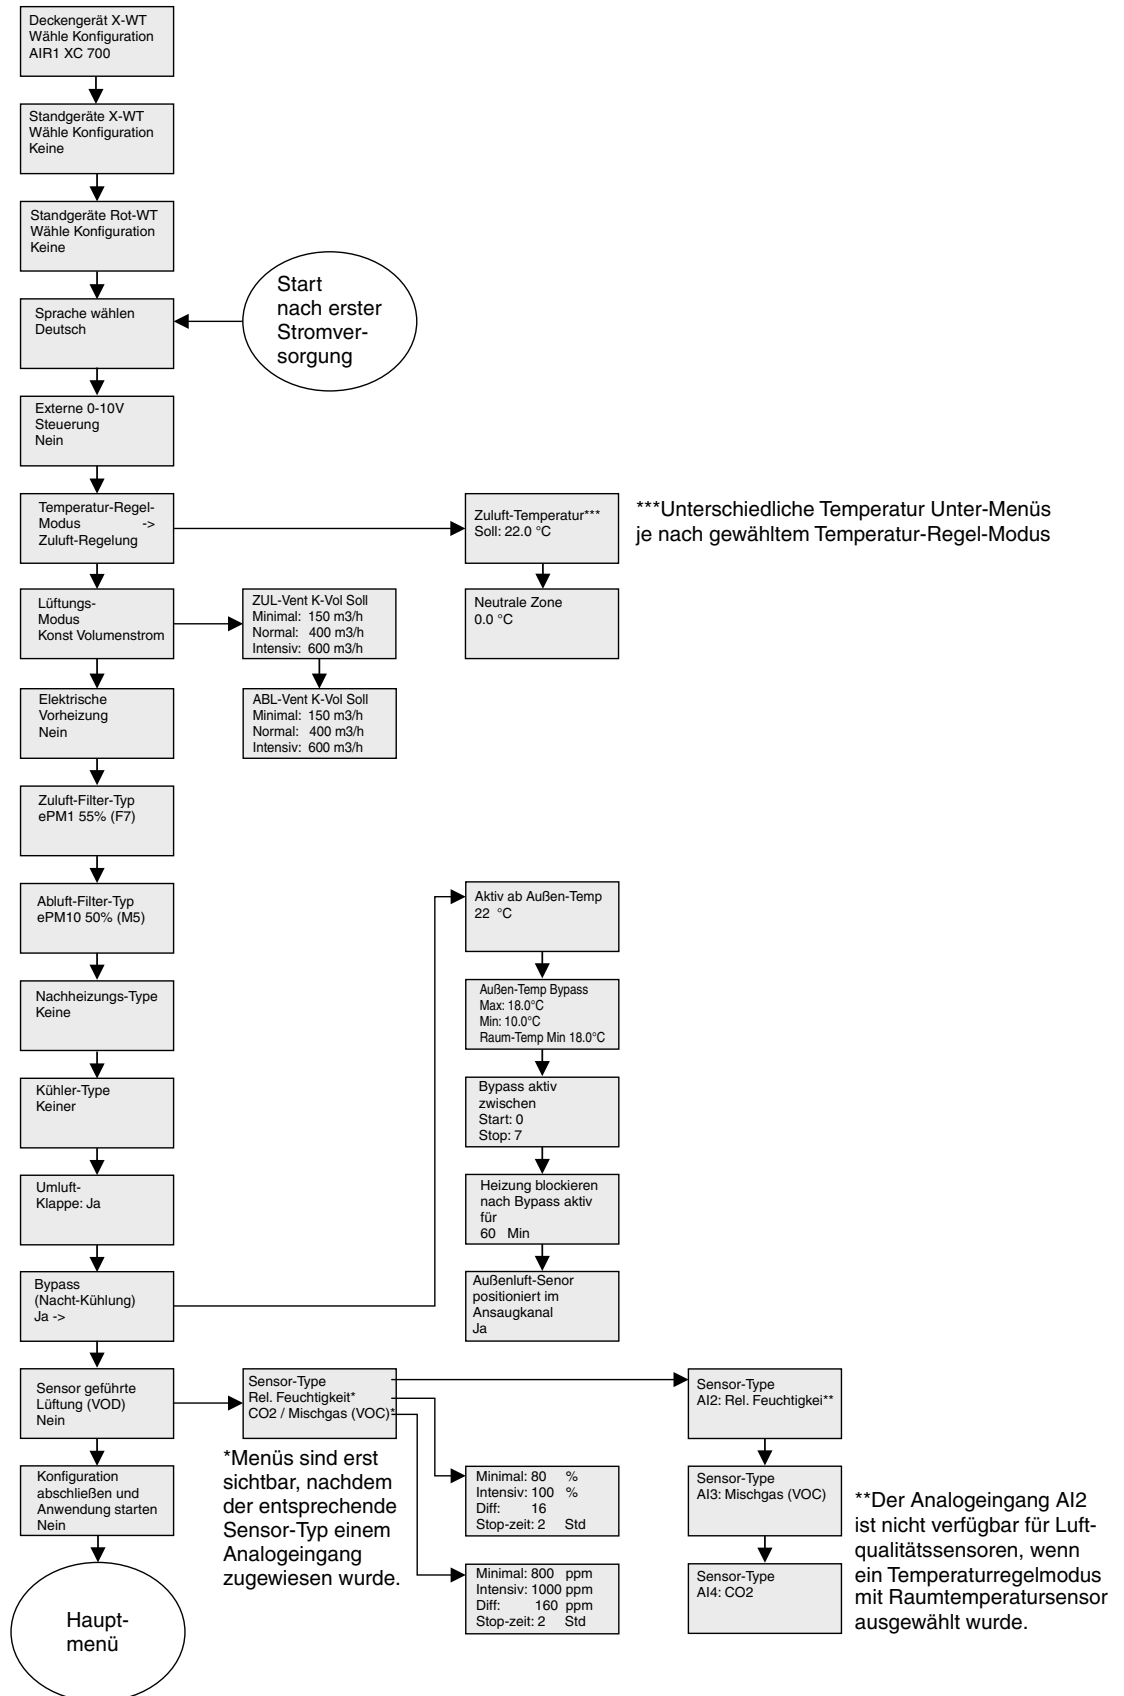 Deckengerät X-WT
Wähle Konfiguration
AIR1 XC 700
Standgeräte X-WT
Wähle Konfiguration
Keine
Standgeräte Rot-WT
Wähle Konfiguration
Keine
Start
nach erster
Stromver-
sorgung
Sprache wählen
Deutsch
Externe 0-10V
Steuerung
Nein
Temperatur-Regel-
Modus ->
Zuluft-Regelung
Zuluft-Temperatur***
Soll: 22.0 °C
***Unterschiedliche Temperatur Unter-Menüs
je nach gewähltem Temperatur-Regel-Modus
Neutrale Zone
0.0 °C
Lüftungs-
Modus
Konst Volumenstrom
ZUL-Vent K-Vol Soll
Minimal: 150 m3/h
Normal: 400 m3/h
Intensiv: 600 m3/h
ABL-Vent K-Vol Soll
Minimal: 150 m3/h
Normal: 400 m3/h
Intensiv: 600 m3/h
Elektrische
Vorheizung
Nein
Zuluft-Filter-Typ
ePM1 55% (F7)
Abluft-Filter-Typ
ePM10 50% (M5)
Nachheizungs-Type
Keine
Kühler-Type
Keiner
Umluft-
Klappe: Ja
Bypass
(Nacht-Kühlung)
Ja ->
Aktiv ab Außen-Temp
22 °C
Außen-Temp Bypass
Max: 18.0°C
Min: 10.0°C
Raum-Temp Min 18.0°C
Bypass aktiv
zwischen
Start: 0
Stop: 7
Heizung blockieren
nach Bypass aktiv
für
60 Min
Außenluft-Senor
positioniert im
Ansaugkanal
Ja
Sensor geführte
Lüftung (VOD)
Nein
Sensor-Type
Rel. Feuchtigkeit*
CO2 / Mischgas (VOC)*
*Menüs sind erst
sichtbar, nachdem
der entsprechende
Sensor-Typ einem
Analogeingang
zugewiesen wurde.
Minimal: 80 %
Intensiv: 100 %
Diff: 16
Stop-zeit: 2 Std
Minimal: 800 ppm
Intensiv: 1000 ppm
Diff: 160 ppm
Stop-zeit: 2 Std
Sensor-Type
AI2: Rel. Feuchtigkei**
Sensor-Type
AI3: Mischgas (VOC)
Sensor-Type
AI4: CO2
**Der Analogeingang AI2
ist nicht verfügbar für Luft-
qualitätssensoren, wenn
ein Temperaturregelmodus
mit Raumtemperatursensor
ausgewählt wurde.
Konfiguration
abschließen und
Anwendung starten
Nein
Haupt-
menü